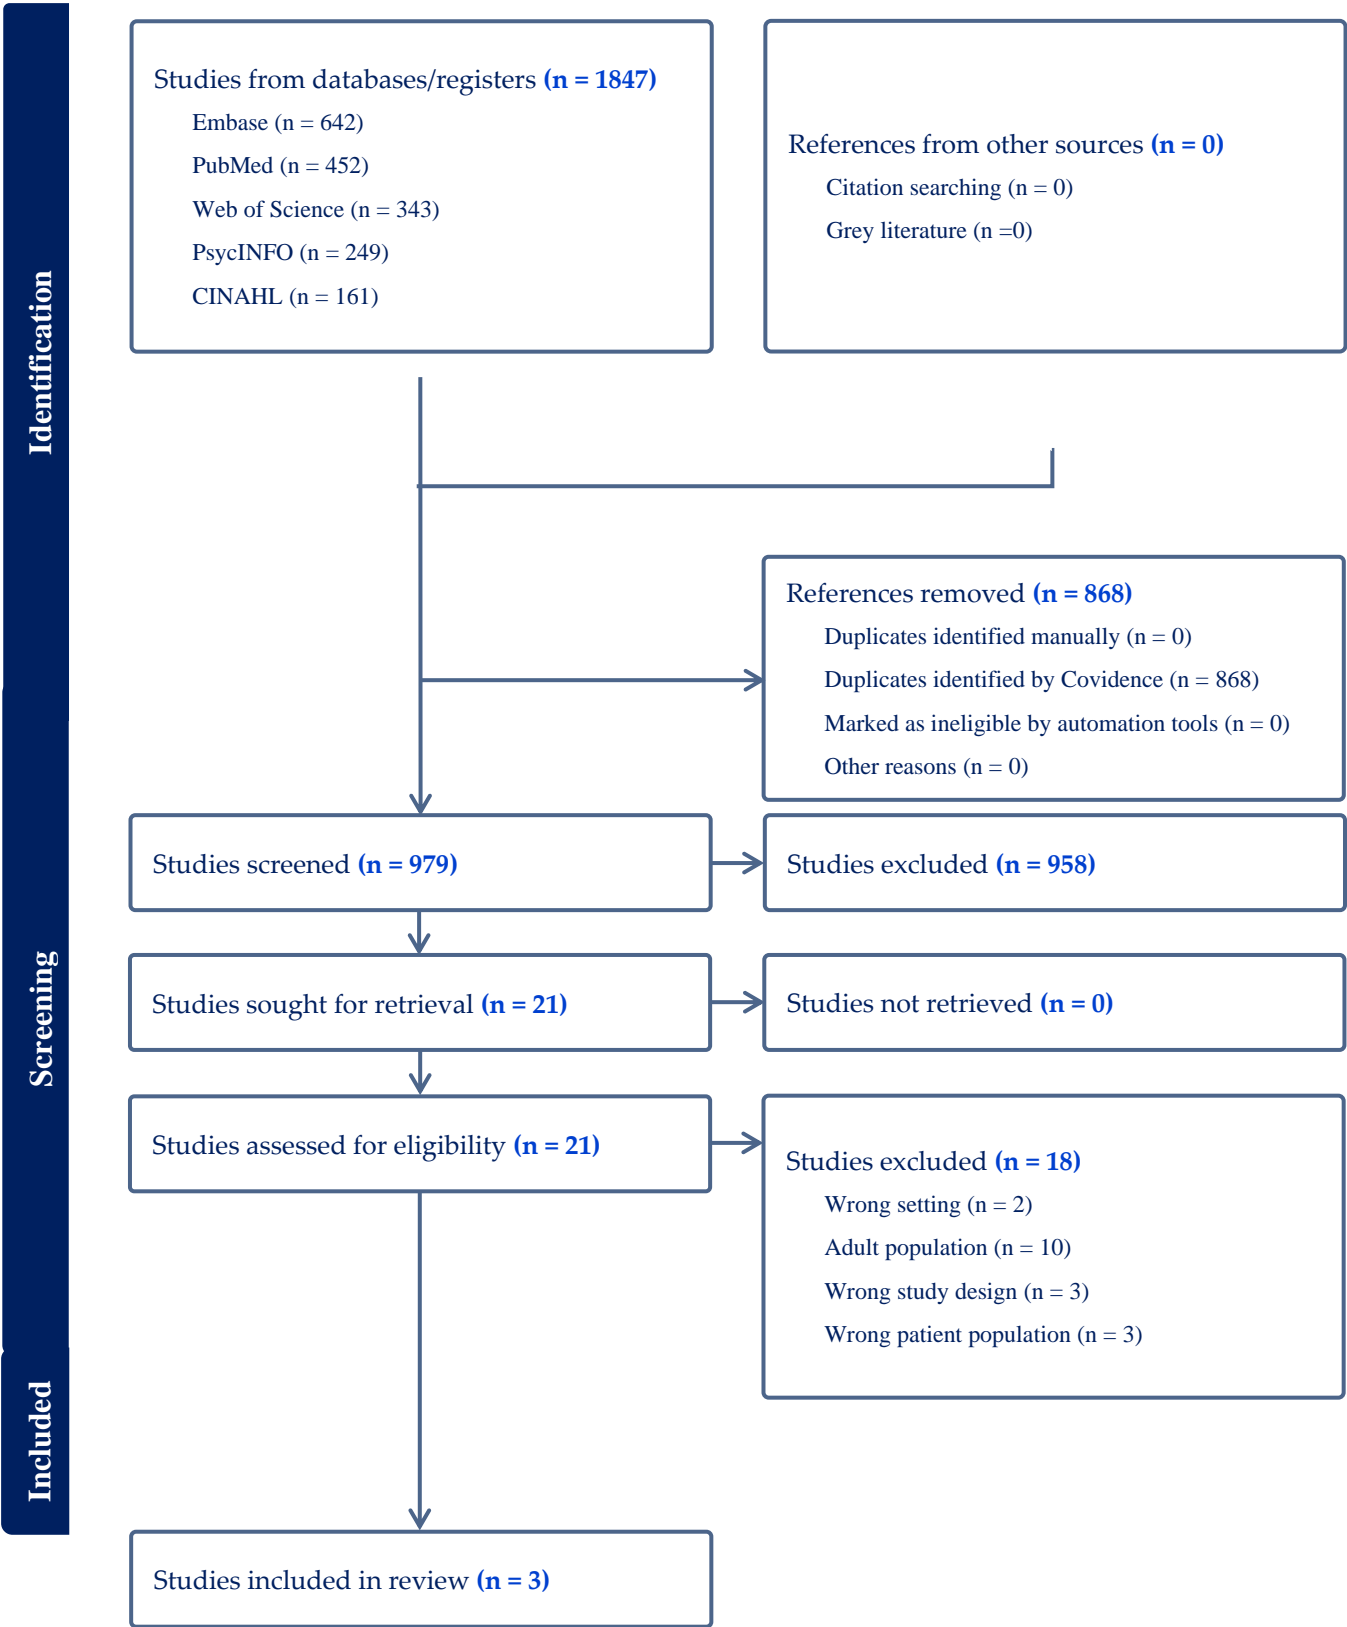 Identification
Studies from databases/registers (n = 1847)
Embase (n = 642)
PubMed (n = 452)
Web of Science (n = 343)
PsycINFO (n = 249)
CINAHL (n = 161)
References from other sources (n = 0)
Citation searching (n = 0)
Grey literature (n =0)
References removed (n = 868)
Duplicates identified manually (n = 0)
Duplicates identified by Covidence (n = 868)
Marked as ineligible by automation tools (n = 0)
Other reasons (n = 0)
Screening
Studies screened (n = 979)
Studies excluded (n = 958)
Studies sought for retrieval (n = 21)
Studies not retrieved (n = 0)
Studies assessed for eligibility (n = 21)
Studies excluded (n = 18)
Wrong setting (n = 2)
Adult population (n = 10)
Wrong study design (n = 3)
Wrong patient population (n = 3)
Included
Studies included in review (n = 3)